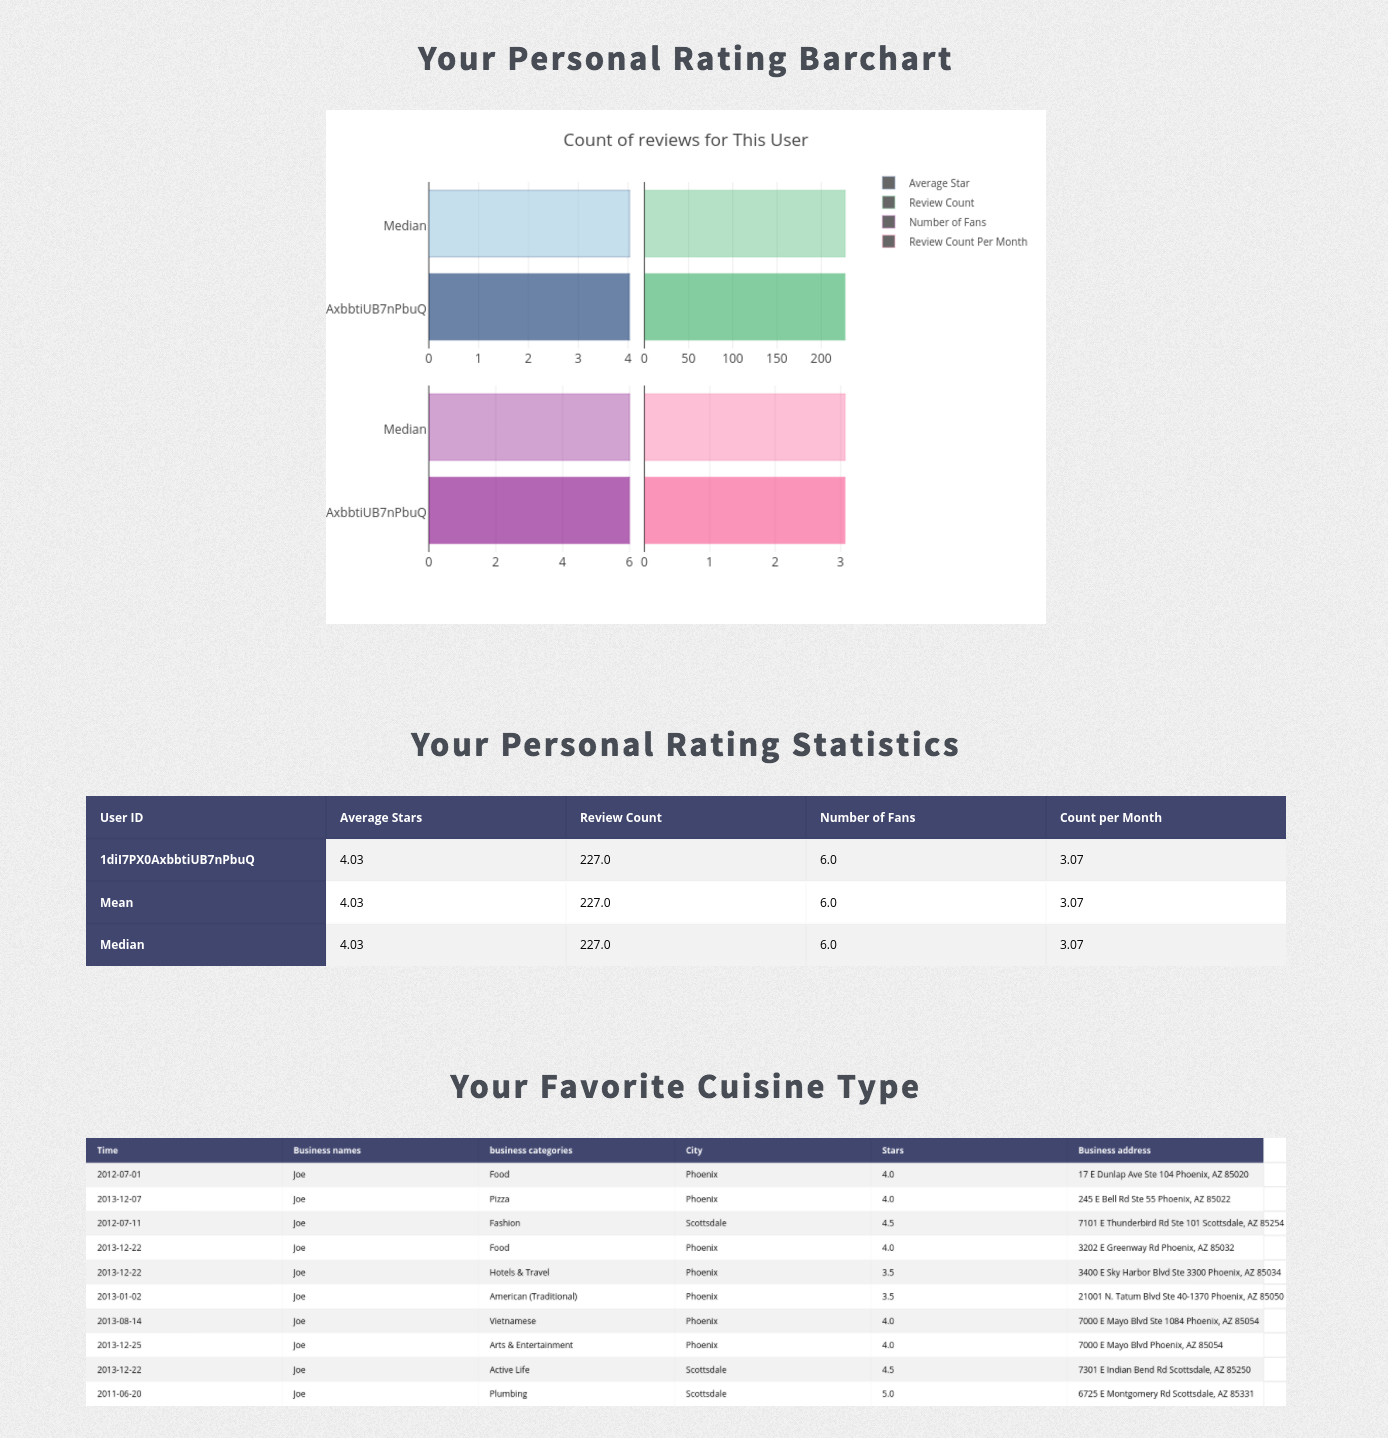 Your Personal Rating Barchart
Count of reviews for This User
Average Star
Review Count
Number of Fans
Review Count Per Month
Median
AxbbtiUB7nPbuQ
0 1 2 3 4 0 50 100 150 200
Median
AxbbtiUB7nPbuQ
0 2 4 6 0 1 2 3
Your Personal Rating Statistics
User ID Average Stars Review Count Number of Fans Count per Month
1diI7PX0AxbbtiUB7nPbuQ 4.03 227.0 6.0 3.07
Mean 4.03 227.0 6.0 3.07
Median 4.03 227.0 6.0 3.07
Your Favorite Cuisine Type
Time Business names business categories City Stars Business address
2012-07-01 Joe Food Phoenix 4.0 17 E Dunlap Ave Ste 104 Phoenix, AZ 85020
2013-12-07 Joe Pizza Phoenix 4.0 245 E Bell Rd Ste 55 Phoenix, AZ 85022
2012-07-11 Joe Fashion Scottsdale 4.5 7101 E Thunderbird Rd Ste 101 Scottsdale, AZ 85254
2013-12-22 Joe Food Phoenix 4.0 3202 E Greenway Rd Phoenix, AZ 85032
2013-12-22 Joe Hotels & Travel Phoenix 3.5 3400 E Sky Harbor Blvd Ste 3300 Phoenix, AZ 85034
2013-01-02 Joe American (Traditional) Phoenix 3.5 21001 N. Tatum Blvd Ste 40-1370 Phoenix, AZ 85050
2013-08-14 Joe Vietnamese Phoenix 4.0 7000 E Mayo Blvd Ste 1084 Phoenix, AZ 85054
2013-12-25 Joe Arts & Entertainment Phoenix 4.0 7000 E Mayo Blvd Phoenix, AZ 85054
2013-12-22 Joe Active Life Scottsdale 4.5 7301 E Indian Bend Rd Scottsdale, AZ 85250
2011-06-20 Joe Plumbing Scottsdale 5.0 6725 E Montgomery Rd Scottsdale, AZ 85331